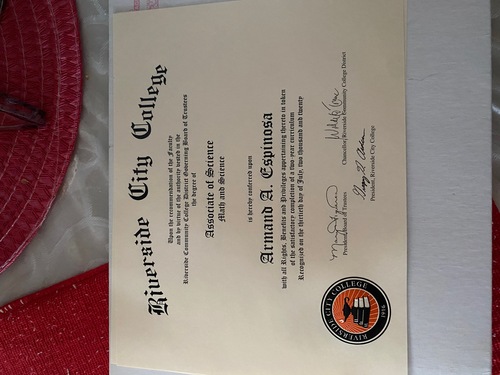 Riverside City College
Upon the recommendation of the Faculty
and by virtue of the authority vested in the
Riverside Community College District Governing Board of Trustees
the degree of
Associate of Science
Math and Science
is hereby conferred upon
Armand A. Espinosa
with all Rights, Benefits and Privileges appertaining thereto in token
of the satisfactory completion of a two-year curriculum
Recognized on the thirtieth day of July, two thousand and twenty
President, Board of Trustees
Chancellor, Riverside Community College District
President, Riverside City College
RIVERSIDE CITY COLLEGE
1916